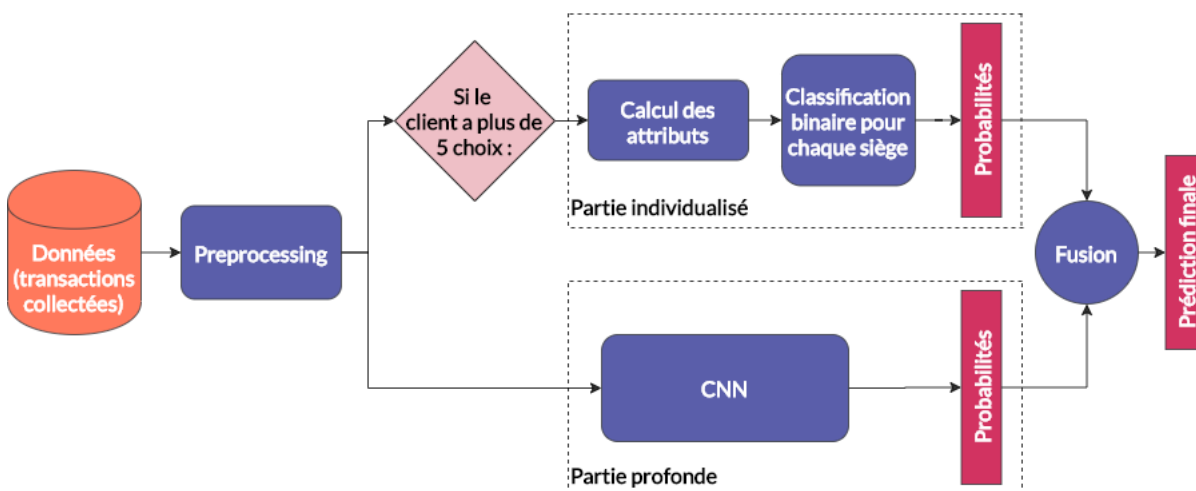 Données
(transactions
collectées)
Preprocessing
Si le
client a plus de
5 choix :
Calcul des
attributs
Classification
binaire pour
chaque siège
Probabilités
Partie individualisé
CNN
Probabilités
Partie profonde
Fusion
Prédiction finale